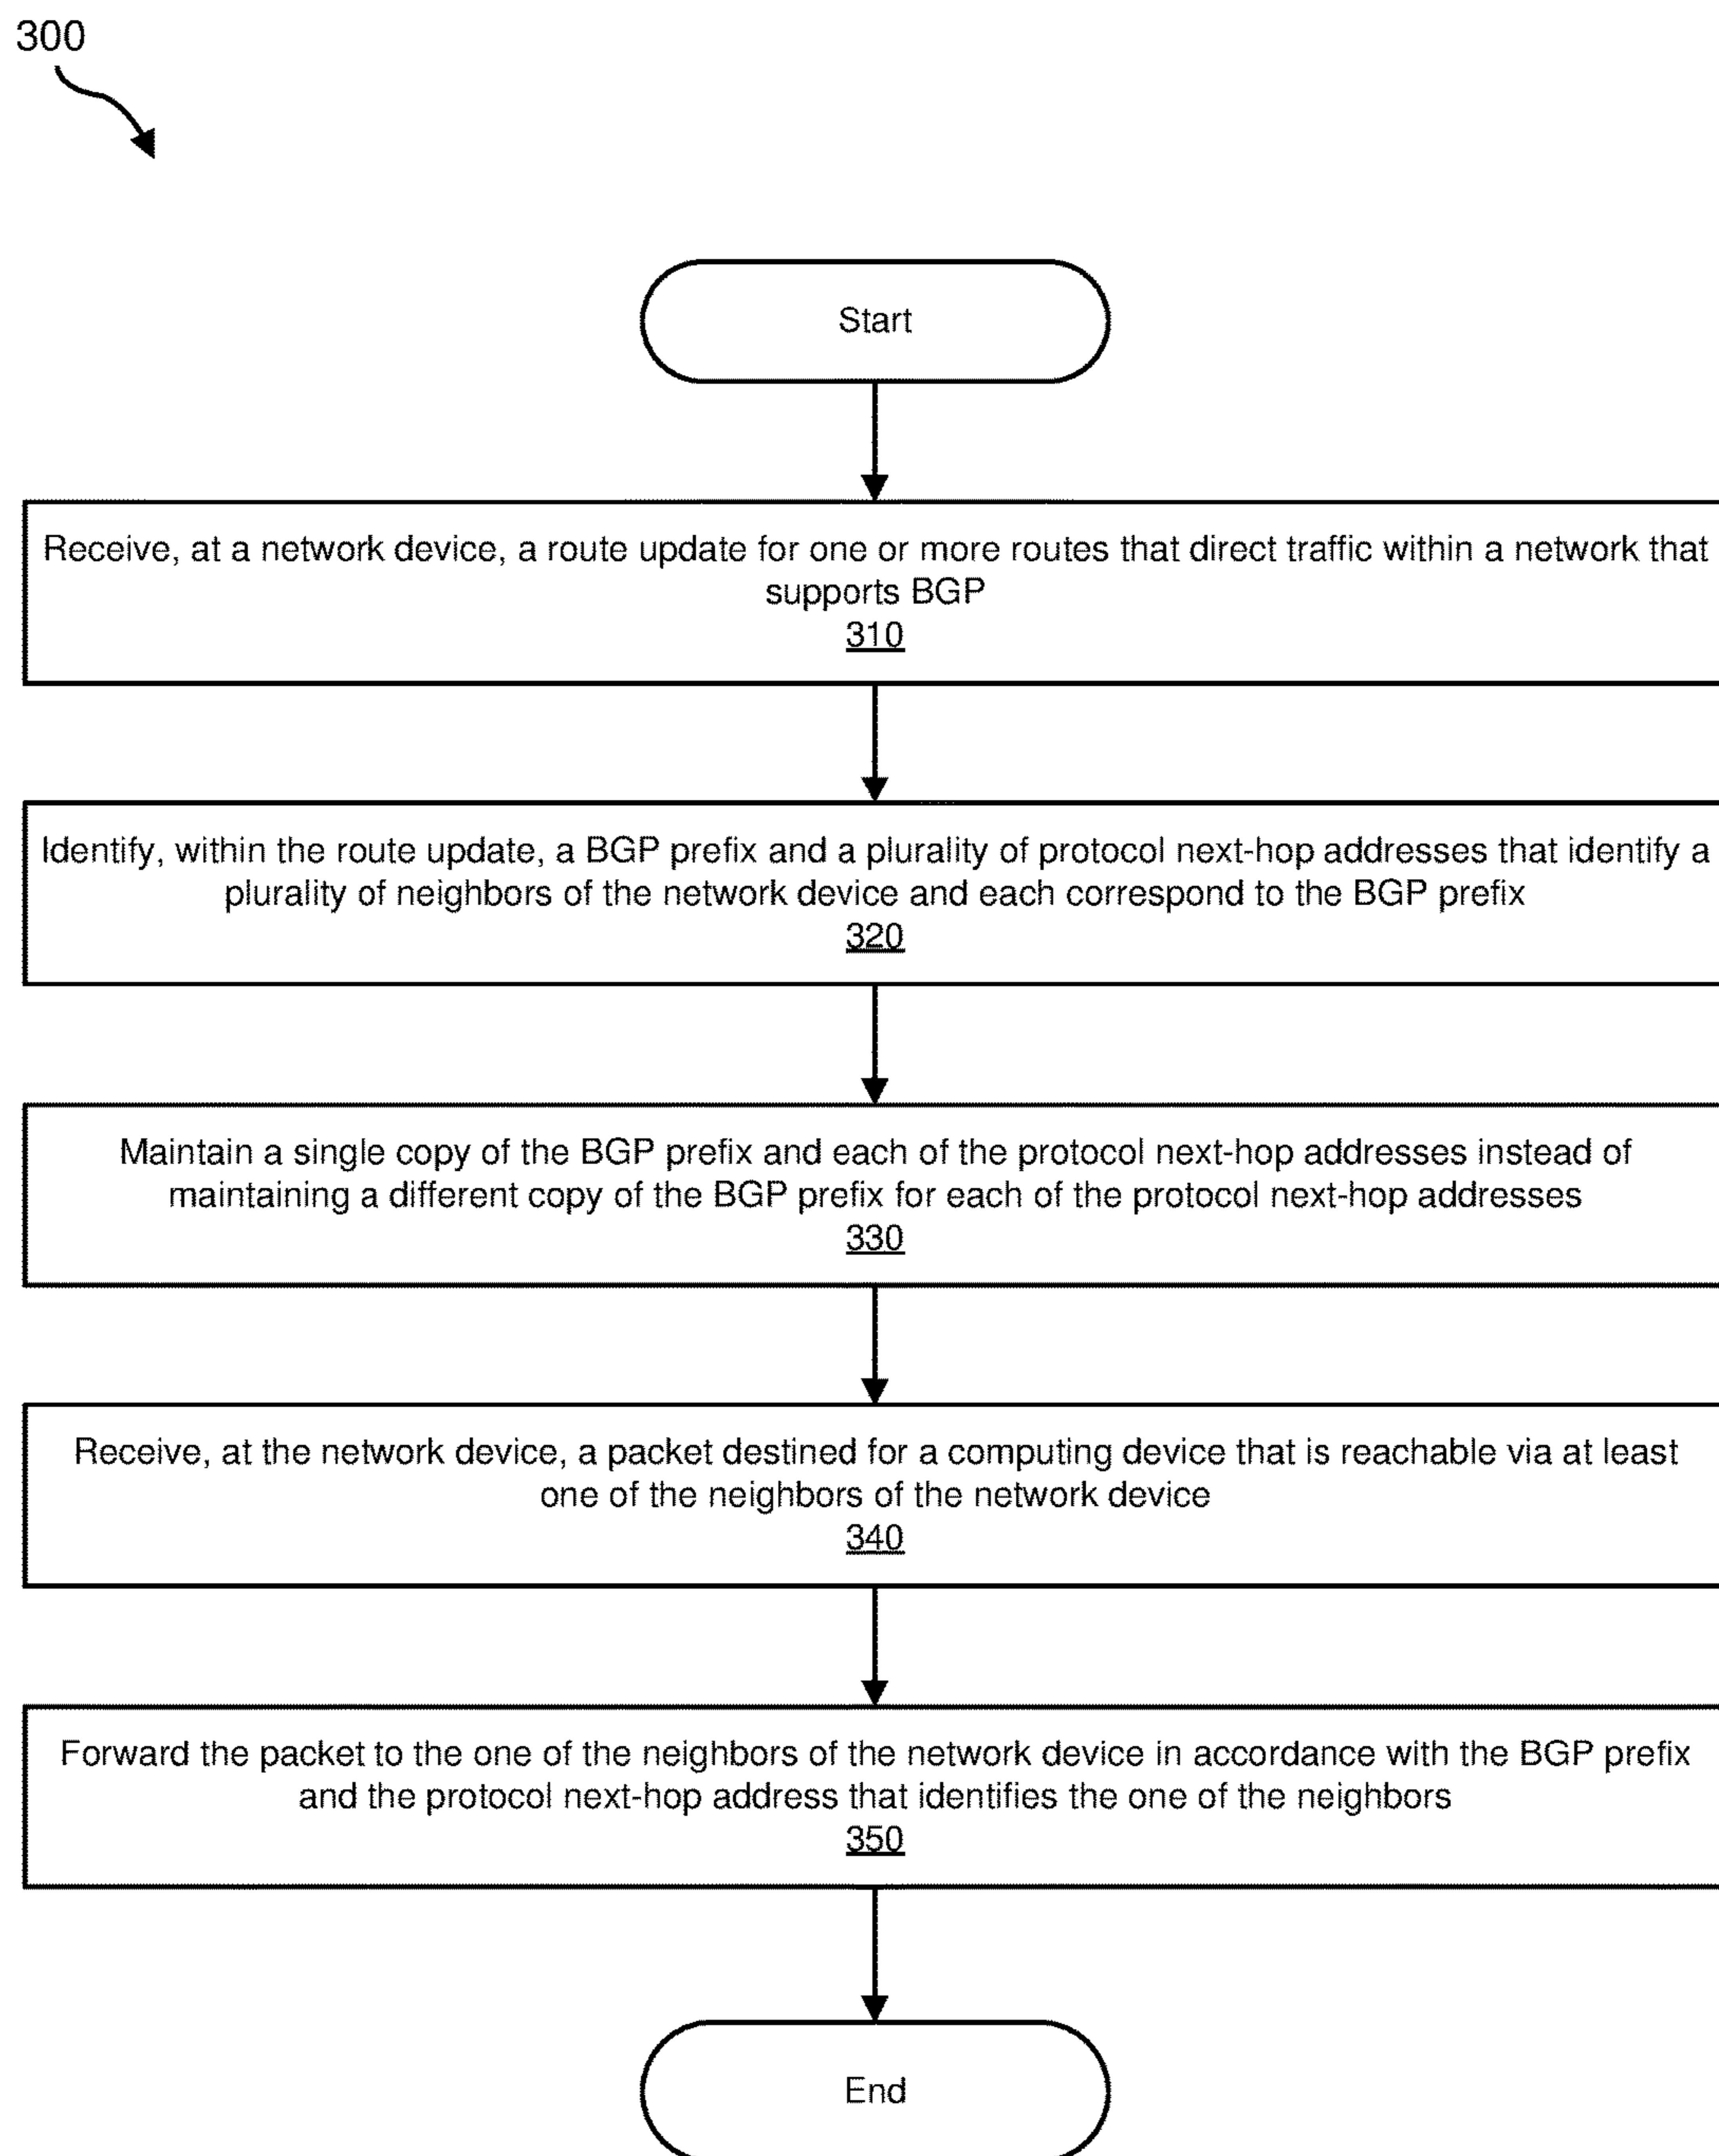 300
Start
Receive, at a network device, a route update for one or more routes that direct traffic within a network that
supports BGP
310
Identify, within the route update, a BGP prefix and a plurality of protocol next-hop addresses that identify a
plurality of neighbors of the network device and each correspond to the BGP prefix
320
Maintain a single copy of the BGP prefix and each of the protocol next-hop addresses instead of
maintaining a different copy of the BGP prefix for each of the protocol next-hop addresses
330
Receive, at the network device, a packet destined for a computing device that is reachable via at least
one of the neighbors of the network device
340
Forward the packet to the one of the neighbors of the network device in accordance with the BGP prefix
and the protocol next-hop address that identifies the one of the neighbors
350
End